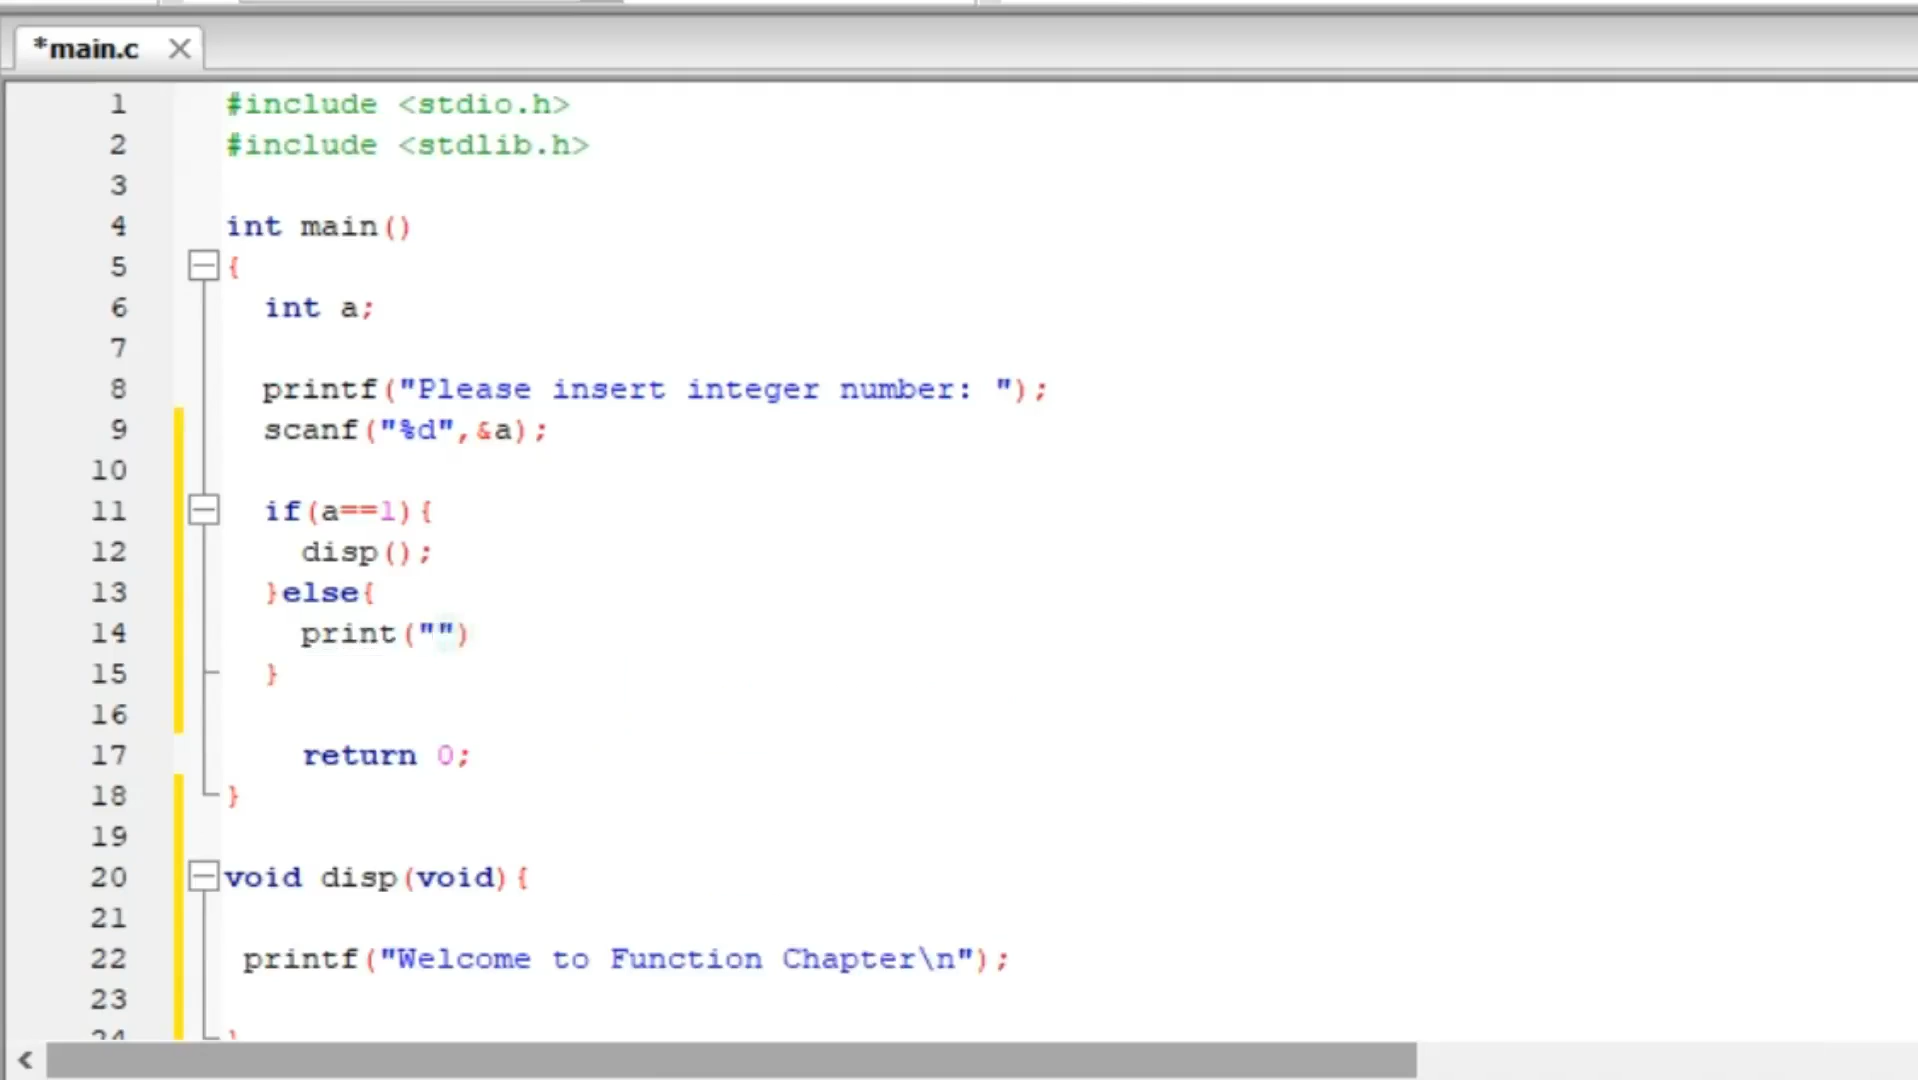 *main.c
1 #include <stdio.h>
2 #include <stdlib.h>
3
4 int main()
5 {
6 int a;
7
8 printf("Please insert integer number: ");
9 scanf("%d",&a);
10
11 if(a==1){
12 disp();
13 }else{
14 print("")
15 }
16
17 return 0;
18 }
19
20 void disp(void){
21
22 printf("Welcome to Function Chapter\n");
23
24 }